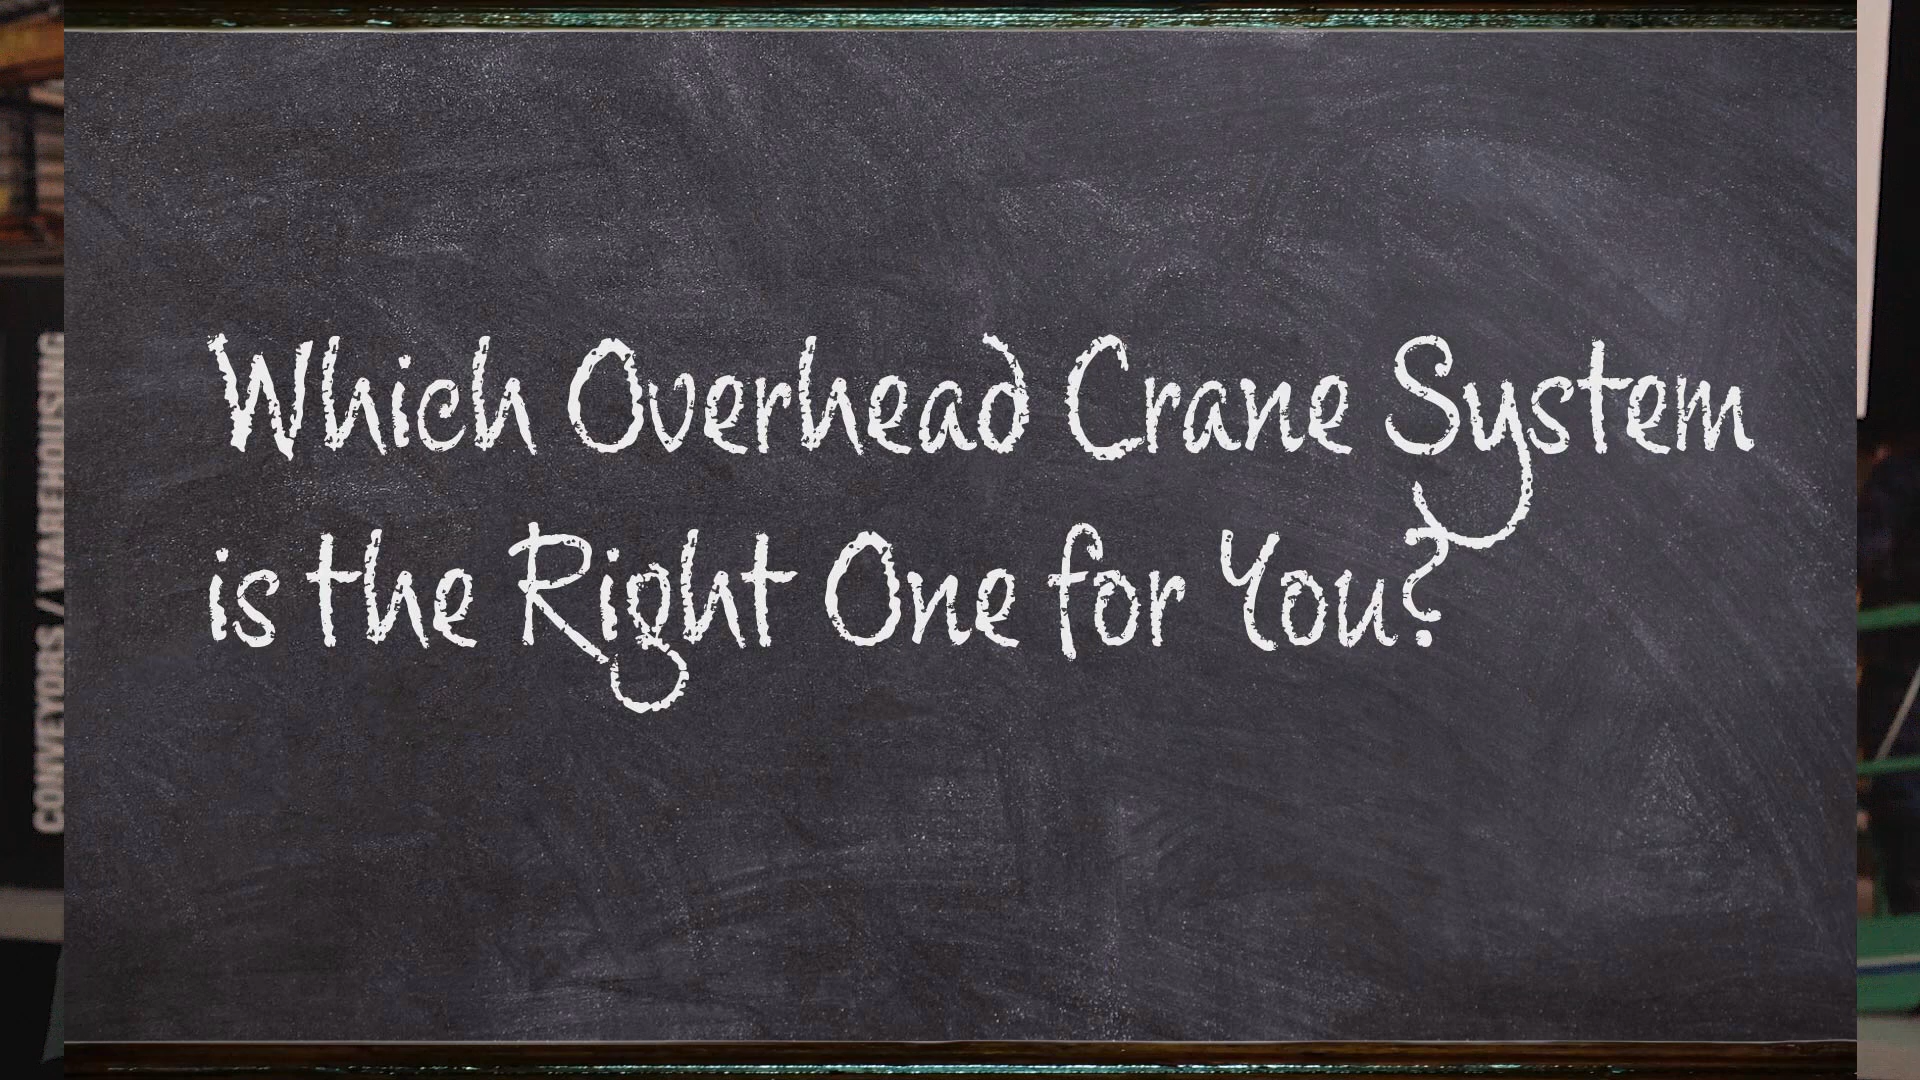 CONVEYORS / WAREHOUSING
Which Overhead Crane System
is the Right One for You?